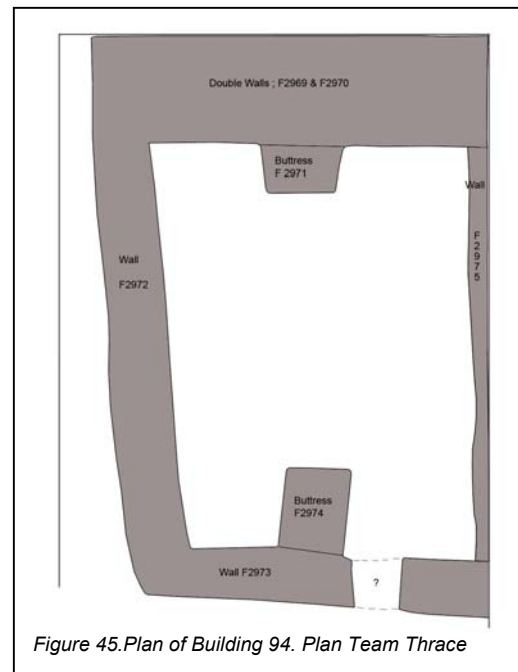 Double Walls ; F2969 & F2970
Buttress
F 2971
Wall
F
2
9
7
5
Wall
F2972
Buttress
F2974
Wall F2973
?
Figure 45.Plan of Building 94. Plan Team Thrace